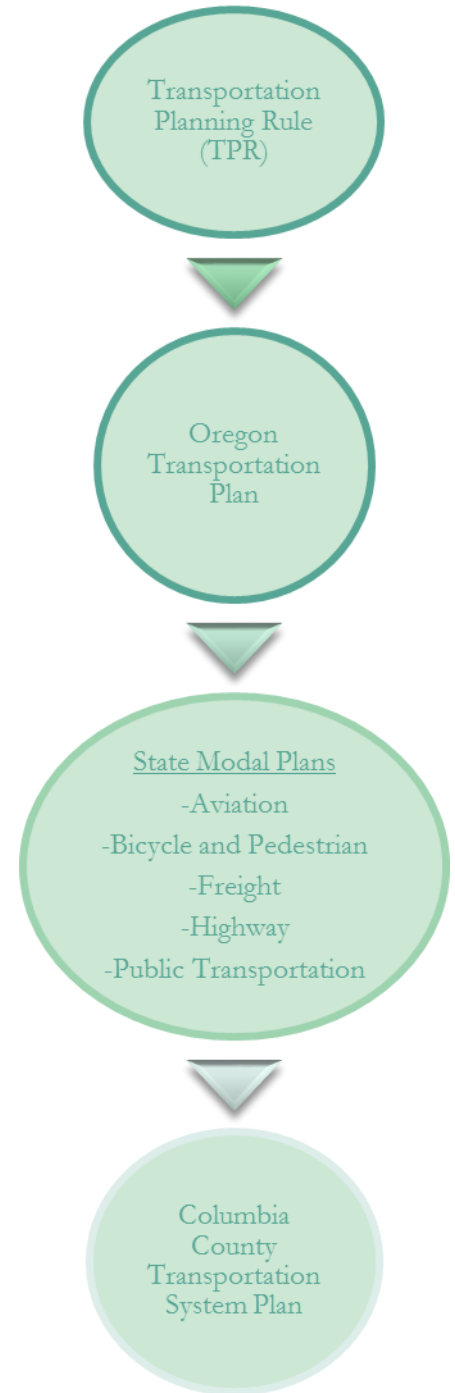 Transportation
Planning Rule
(TPR)
Oregon
Transportation
Plan
State Modal Plans
-Aviation
-Bicycle and Pedestrian
-Freight
-Highway
-Public Transportation
Columbia
County
Transportation
System Plan